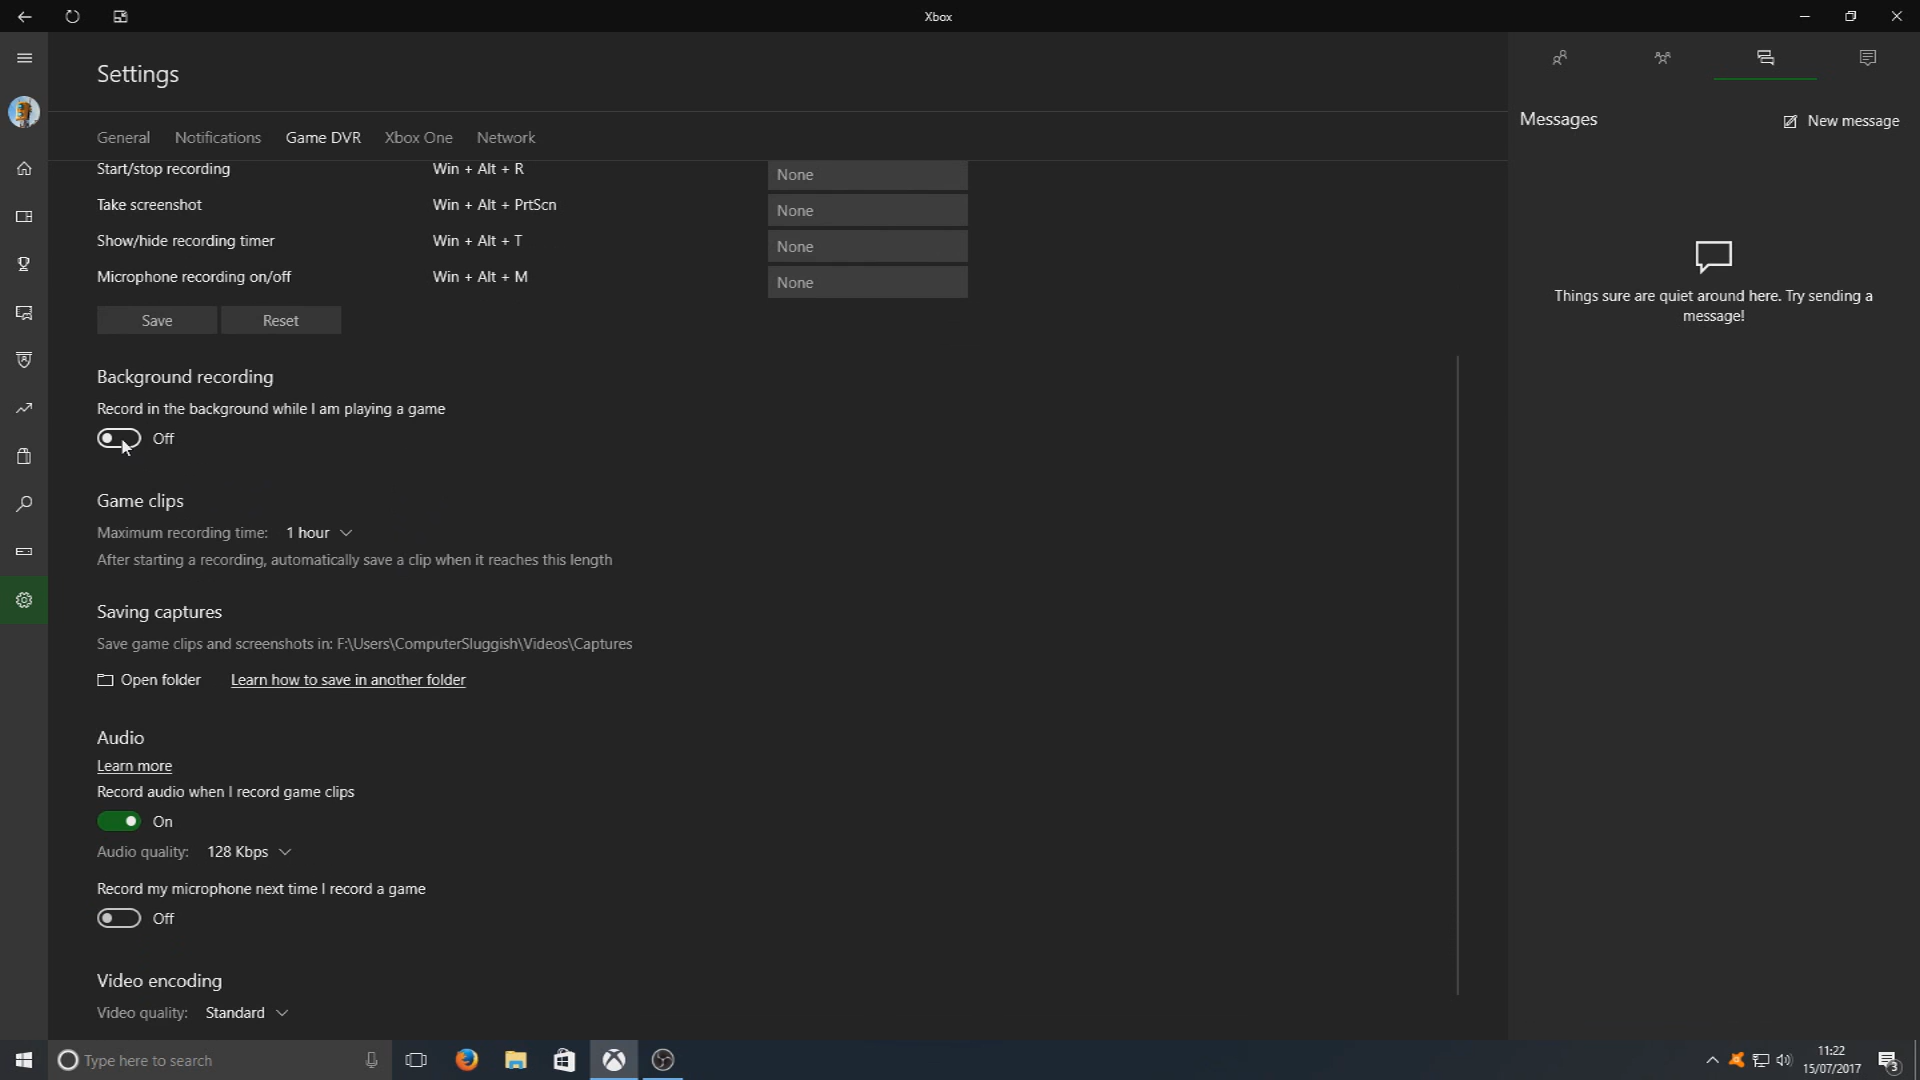 Xbox
Settings
General Notifications Game DVR Xbox One Network
Start/stop recording Win + Alt + R None
Take screenshot Win + Alt + PrtScn None
Show/hide recording timer Win + Alt + T None
Microphone recording on/off Win + Alt + M None
Save Reset
Background recording
Record in the background while I am playing a game
Off
Game clips
Maximum recording time: 1 hour
After starting a recording, automatically save a clip when it reaches this length
Saving captures
Save game clips and screenshots in: F:\Users\ComputerSluggish\Videos\Captures
Open folder Learn how to save in another folder
Audio
Learn more
Record audio when I record game clips
On
Audio quality: 128 Kbps
Record my microphone next time I record a game
Off
Video encoding
Video quality: Standard
Messages New message
Things sure are quiet around here. Try sending a
message!
Type here to search
11:22
15/07/2017
3